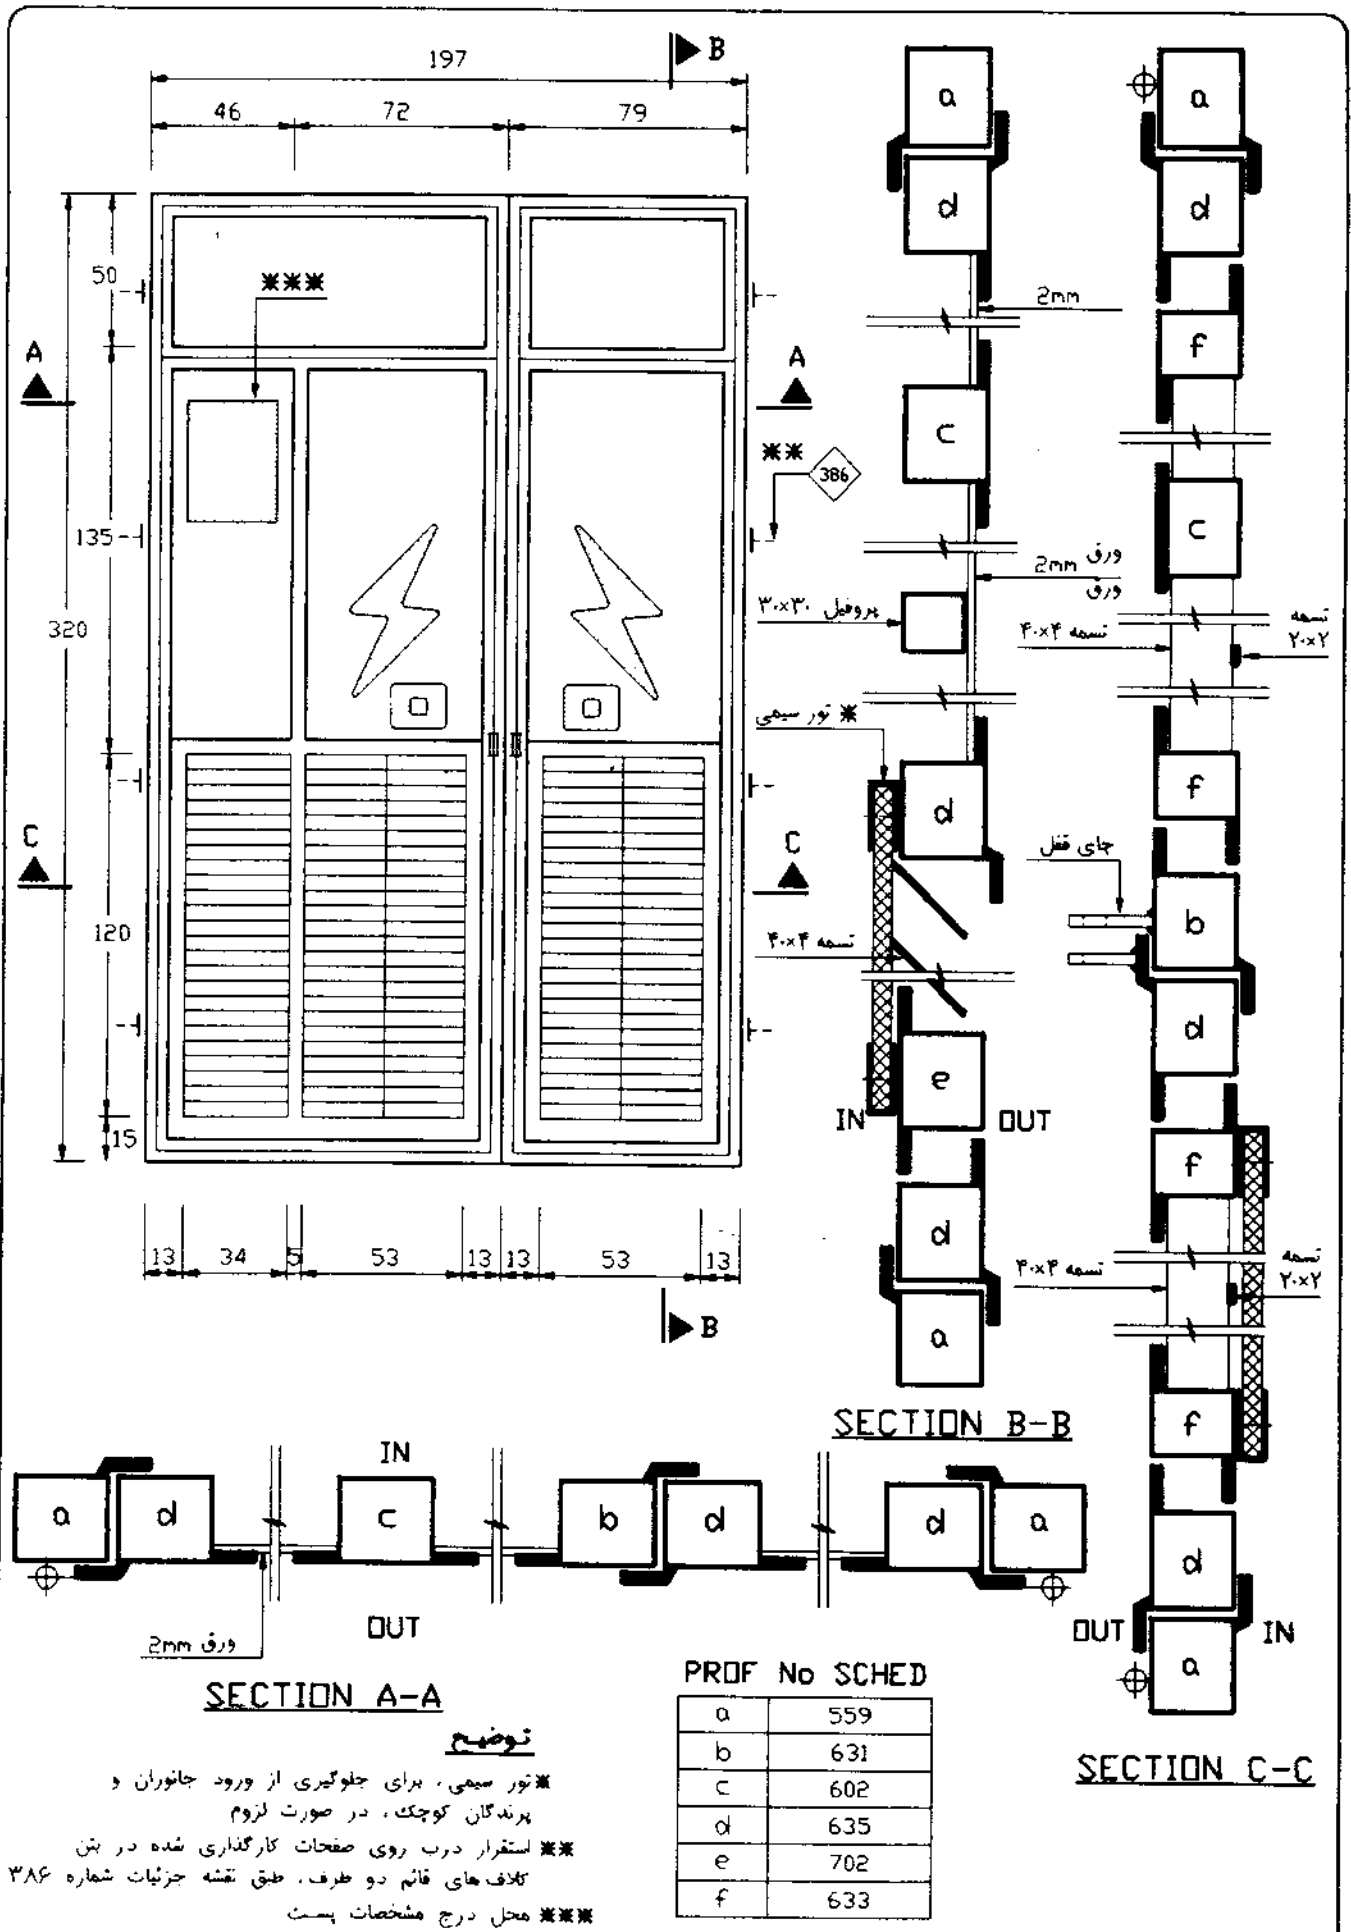 197
B
46
72
79
50
***
A
A
**
386
135
320
C
C
120
15
13
34
5
53
13
13
53
13
B
a
d
2mm
c
ورق 2mm
ورق
پروفیل ۳۰×۳۰
* تور سیمی
d
تسمه ۴۰×۴
e
IN
OUT
d
a
SECTION B-B
a
d
f
c
تسمه ۴۰×۴
تسمه
۲۰×۲
f
جای قفل
b
d
f
تسمه ۴۰×۴
تسمه
۲۰×۲
f
d
OUT
IN
a
SECTION C-C
IN
a
d
c
b
d
d
a
OUT
ورق 2mm
SECTION A-A
PROF No SCHED
a 559
b 631
c 602
d 635
e 702
f 633
توضیح
* تور سیمی، برای جلوگیری از ورود جانوران و
پرندگان کوچک، در صورت لزوم
** استقرار درب روی صفحات کارگذاری شده در بتن
کلاف های قائم دو طرف، طبق نقشه جزئیات شماره ۳۸۶
*** محل درج مشخصات پست